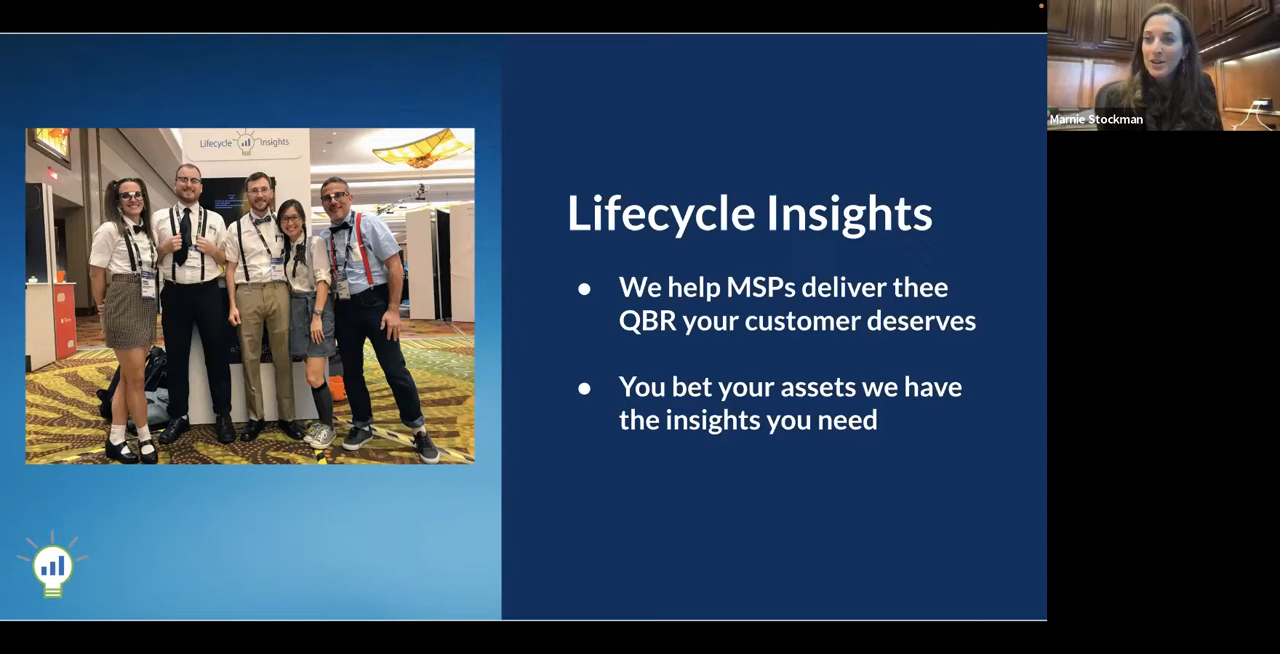 Lifecycle Insights
Lifecycle Insights
● We help MSPs deliver thee
QBR your customer deserves
● You bet your assets we have
the insights you need
Marnie Stockman